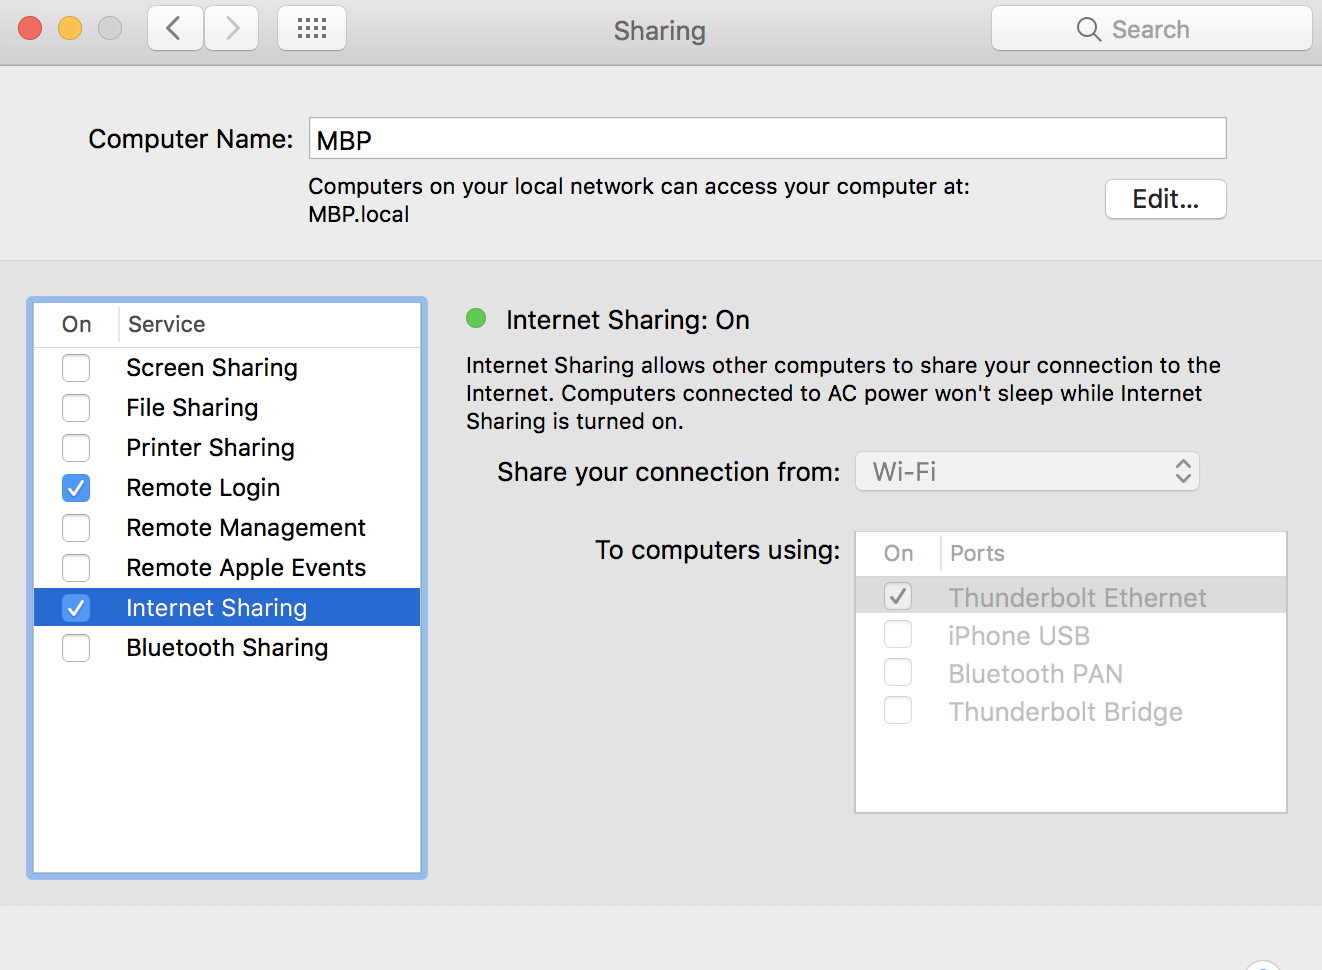 Sharing
Search
Computer Name:
MBP
Computers on your local network can access your computer at:
MBP.local
Edit...
On Service
Screen Sharing
File Sharing
Printer Sharing
Remote Login
Remote Management
Remote Apple Events
Internet Sharing
Bluetooth Sharing
Internet Sharing: On
Internet Sharing allows other computers to share your connection to the
Internet. Computers connected to AC power won't sleep while Internet
Sharing is turned on.
Share your connection from: Wi-Fi
To computers using:
On Ports
Thunderbolt Ethernet
iPhone USB
Bluetooth PAN
Thunderbolt Bridge